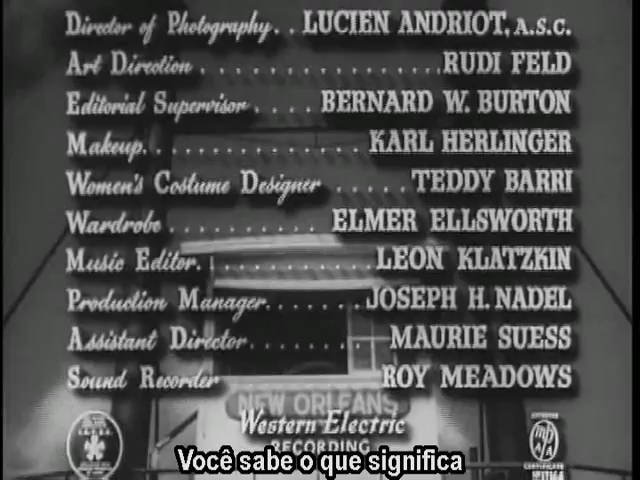 Director of Photography. . LUCIEN ANDRIOT, A.S.C.
Art Direction . . . . . . . . . . . . . . . . . RUDI FELD
Editorial Supervisor . . . . BERNARD W. BURTON
Makeup. . . . . . . . . . . . . . . KARL HERLINGER
Women's Costume Designer . . . . . TEDDY BARRI
Wardrobe . . . . . . . . . . ELMER ELLSWORTH
Music Editor. . . . . . . . . . . . LEON KLATZKIN
Production Manager. . . . . . . JOSEPH H. NADEL
Assistant Director. . . . . . . . MAURIE SUESS
Sound Recorder ROY MEADOWS
NEW ORLEANS
Western Electric
RECORDING
Você sabe o que significa